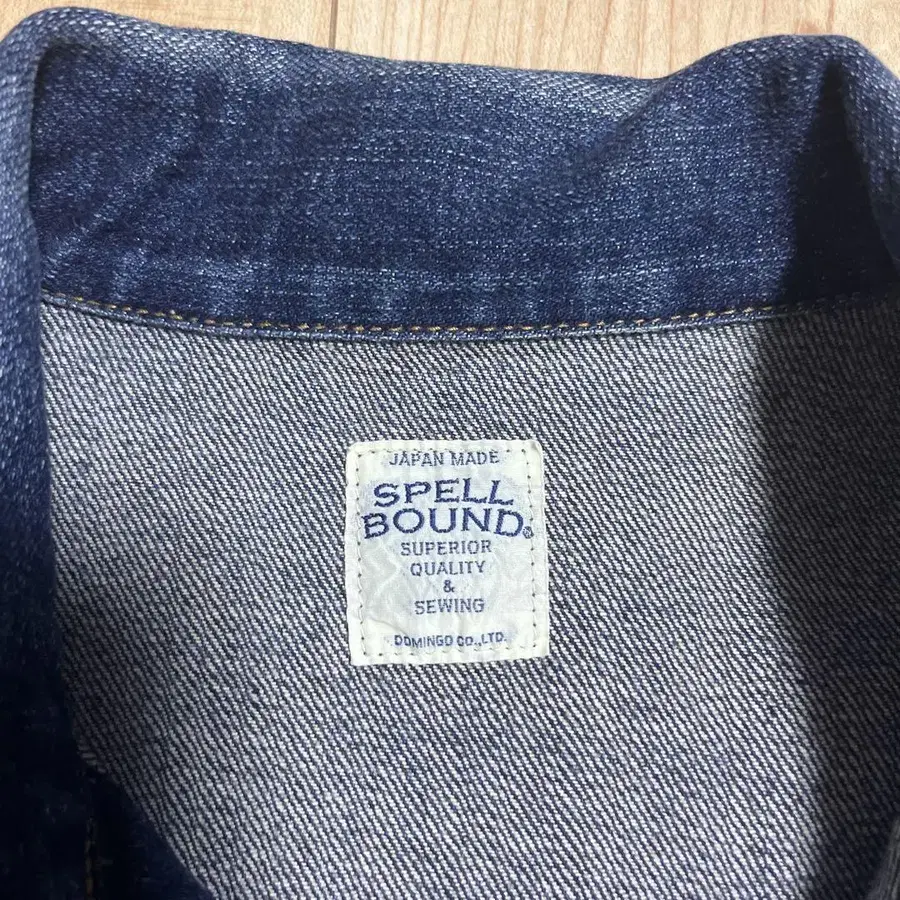 JAPAN MADE
SPELL
BOUND®
SUPERIOR
QUALITY
&
SEWING
DOMINGO CO.,LTD.